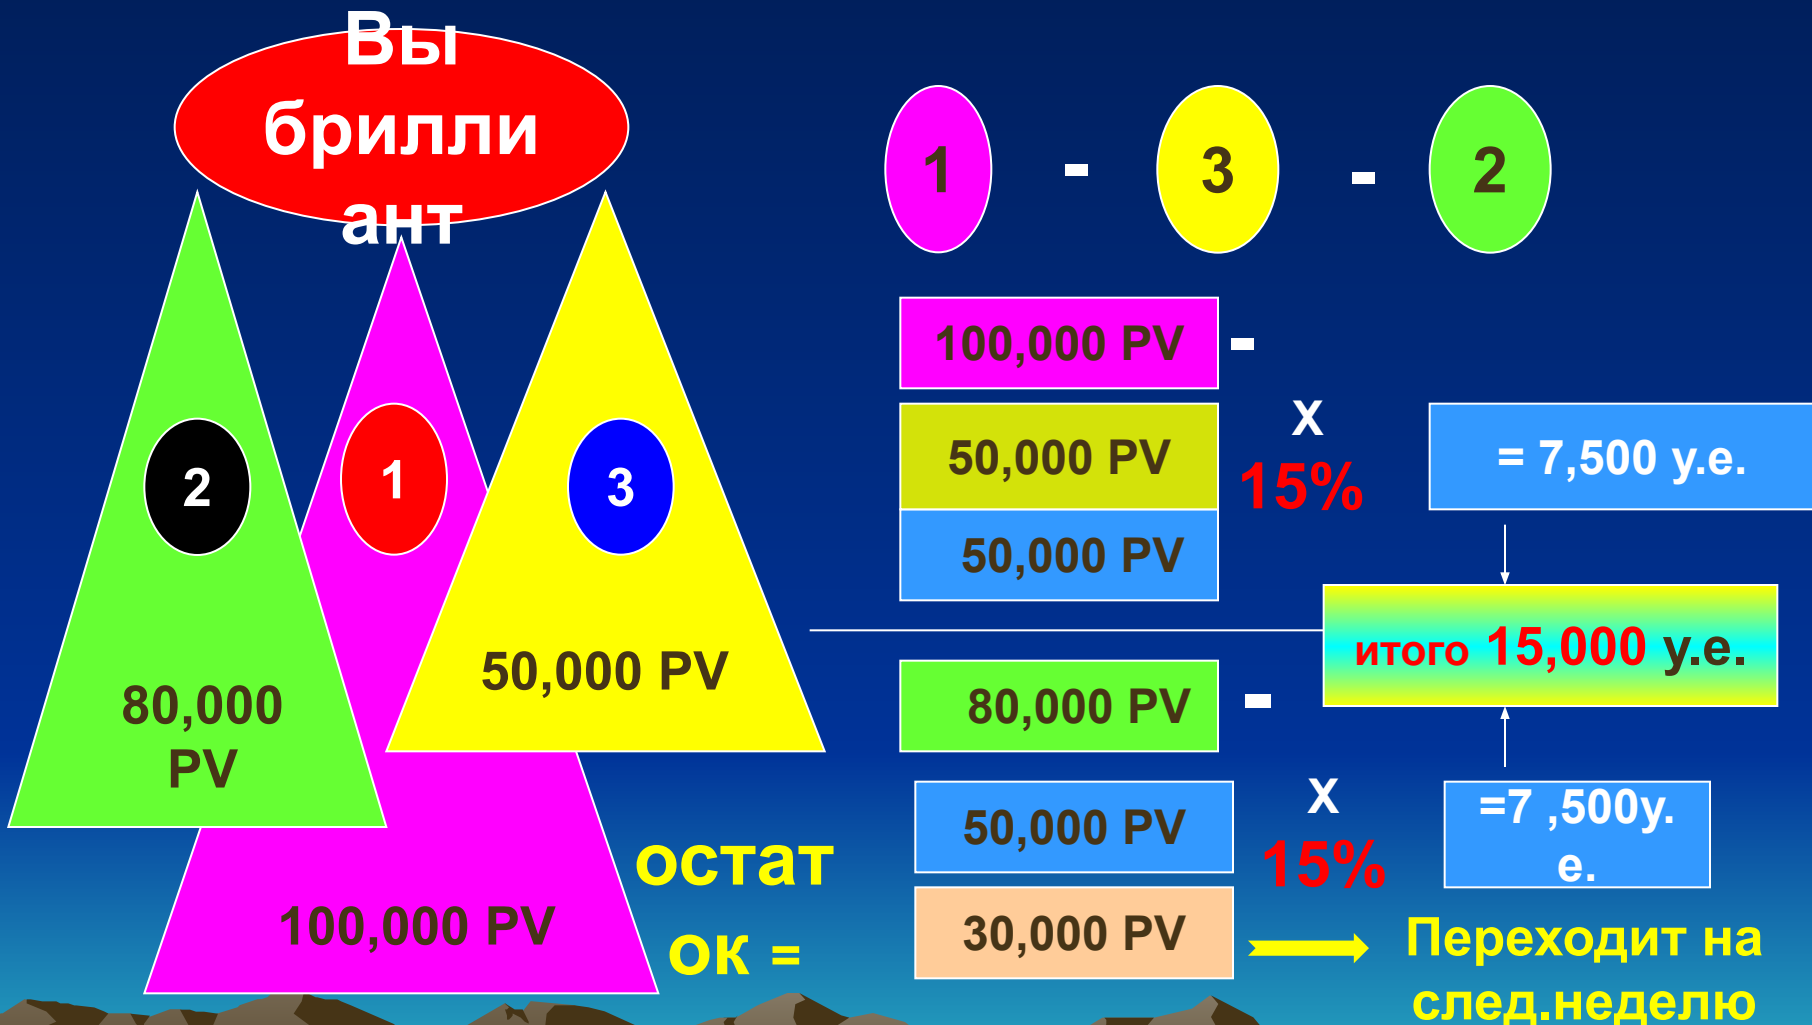 Вы
брилли
ант
2
1
3
80,000
PV
50,000 PV
100,000 PV
1 - 3 - 2
100,000 PV -
50,000 PV
х
15%
= 7,500 у.е.
50,000 PV
итого 15,000 у.е.
80,000 PV -
50,000 PV
х
15%
=7 ,500у.
е.
остат
ок =
30,000 PV
Переходит на
след.неделю